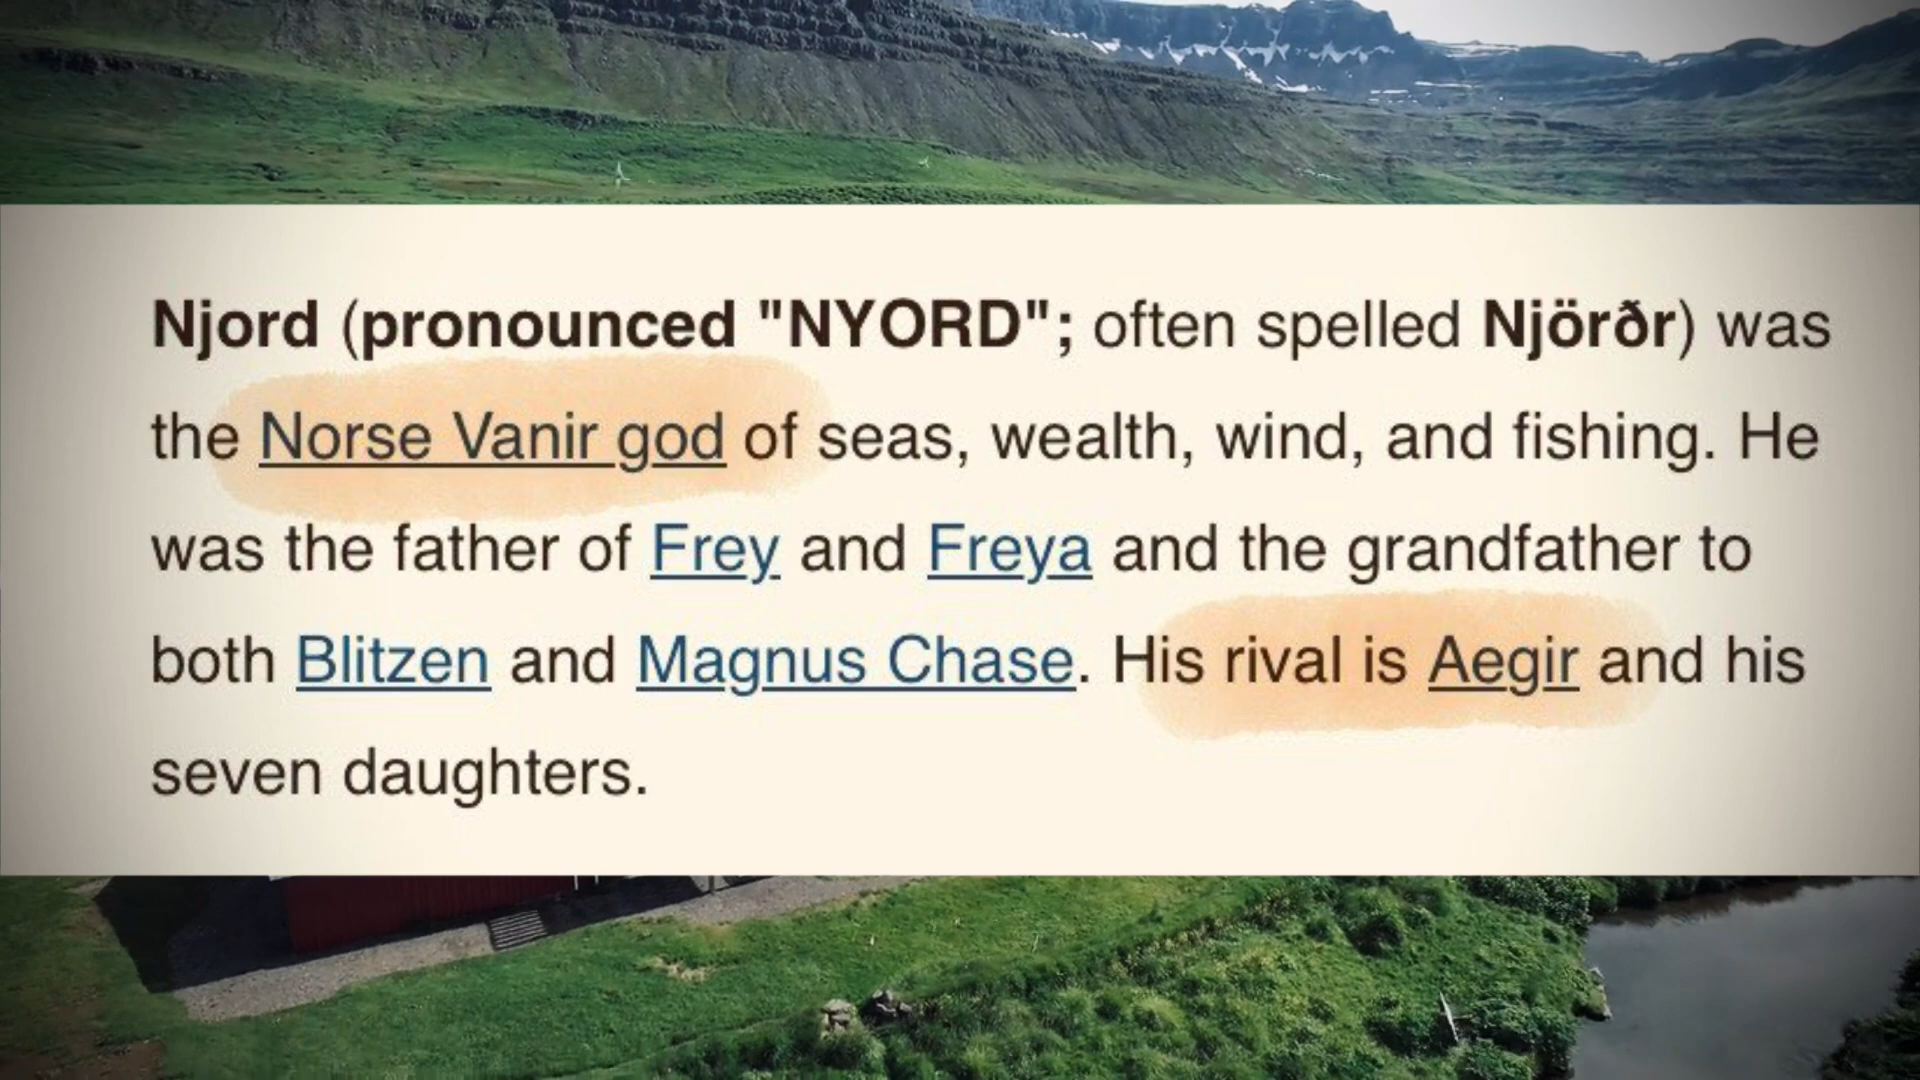 Njord (pronounced "NYORD"; often spelled Njörðr) was
the Norse Vanir god of seas, wealth, wind, and fishing. He
was the father of Frey and Freya and the grandfather to
both Blitzen and Magnus Chase. His rival is Aegir and his
seven daughters.